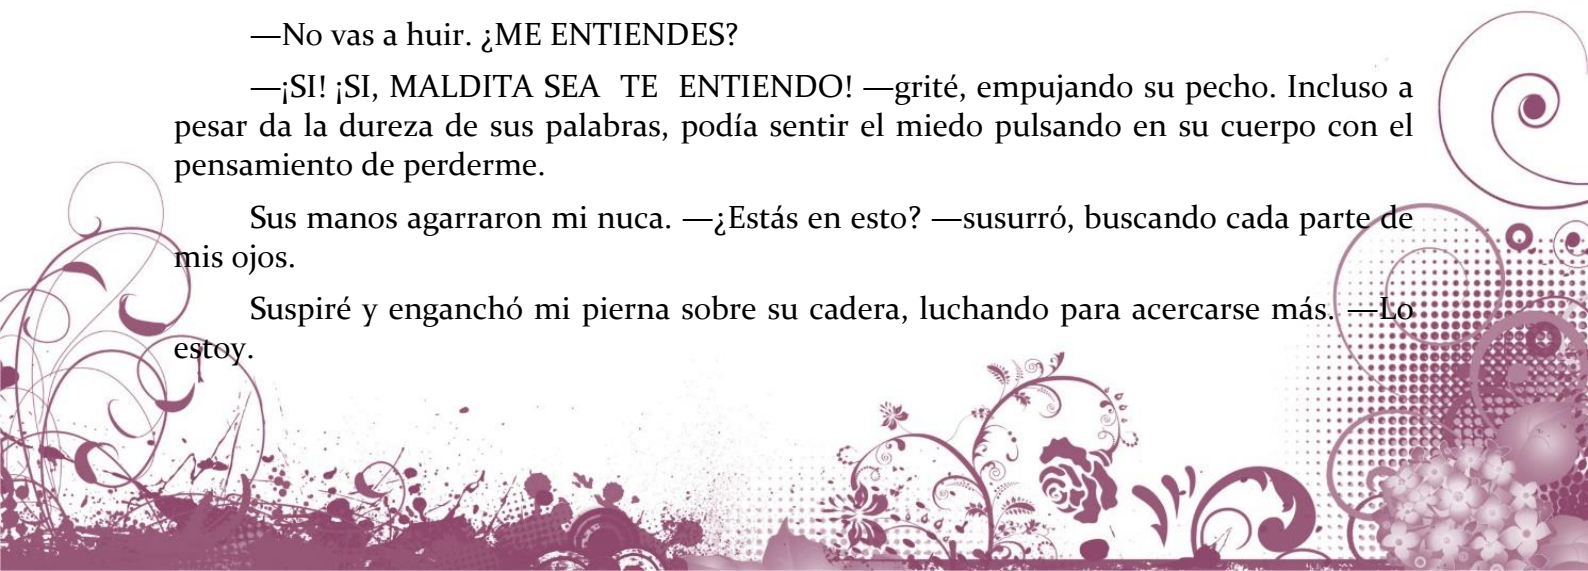 —No vas a huir. ¿ME ENTIENDES?
—¡SI! ¡SI, MALDITA SEA TE ENTIENDO! —grité, empujando su pecho. Incluso a
pesar da la dureza de sus palabras, podía sentir el miedo pulsando en su cuerpo con el
pensamiento de perderme.
Sus manos agarraron mi nuca. —¿Estás en esto? —susurró, buscando cada parte de
mis ojos.
Suspiré y enganchó mi pierna sobre su cadera, luchando para acercarse más. —Lo
estoy.